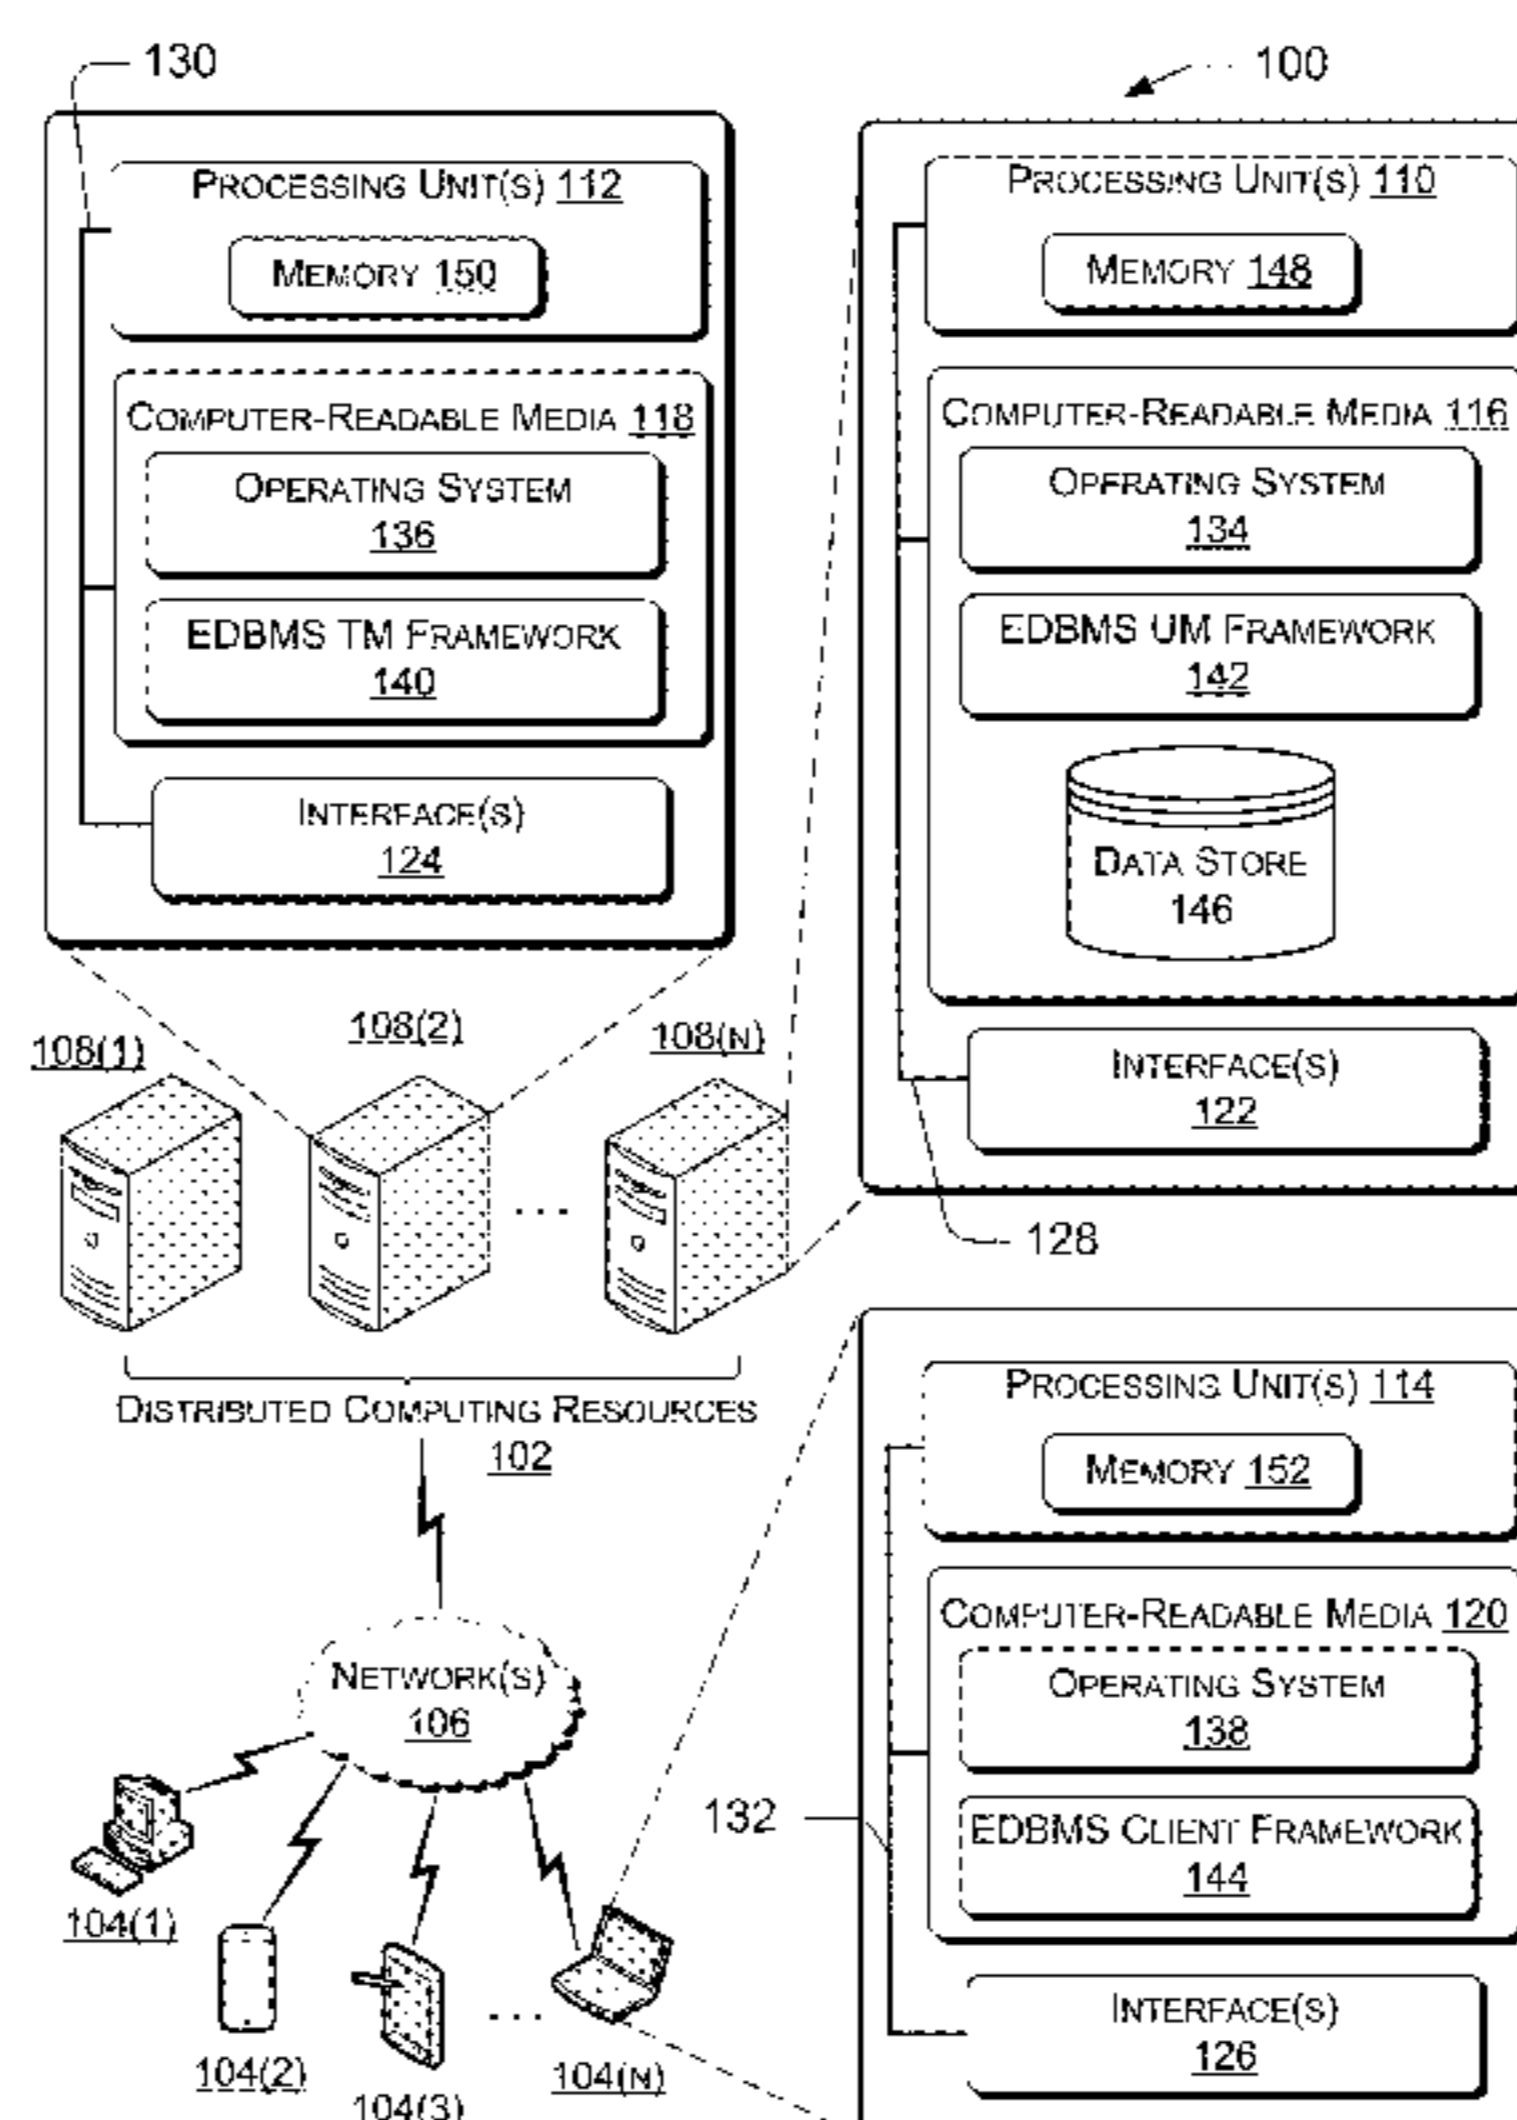 130
100
PROCESSING UNIT(S) 112
MEMORY 150
COMPUTER-READABLE MEDIA 118
OPERATING SYSTEM
136
EDBMS TM FRAMEWORK
140
INTERFACE(S)
124
PROCESSING UNIT(S) 110
MEMORY 148
COMPUTER-READABLE MEDIA 116
OPERATING SYSTEM
134
EDBMS UM FRAMEWORK
142
DATA STORE
146
INTERFACE(S)
122
128
108(1)
108(2)
108(N)
...
DISTRIBUTED COMPUTING RESOURCES
102
NETWORK(S)
106
104(1)
104(2)
104(3)
...
104(N)
PROCESSING UNIT(S) 114
MEMORY 152
COMPUTER-READABLE MEDIA 120
OPERATING SYSTEM
138
EDBMS CLIENT FRAMEWORK
144
132
INTERFACE(S)
126